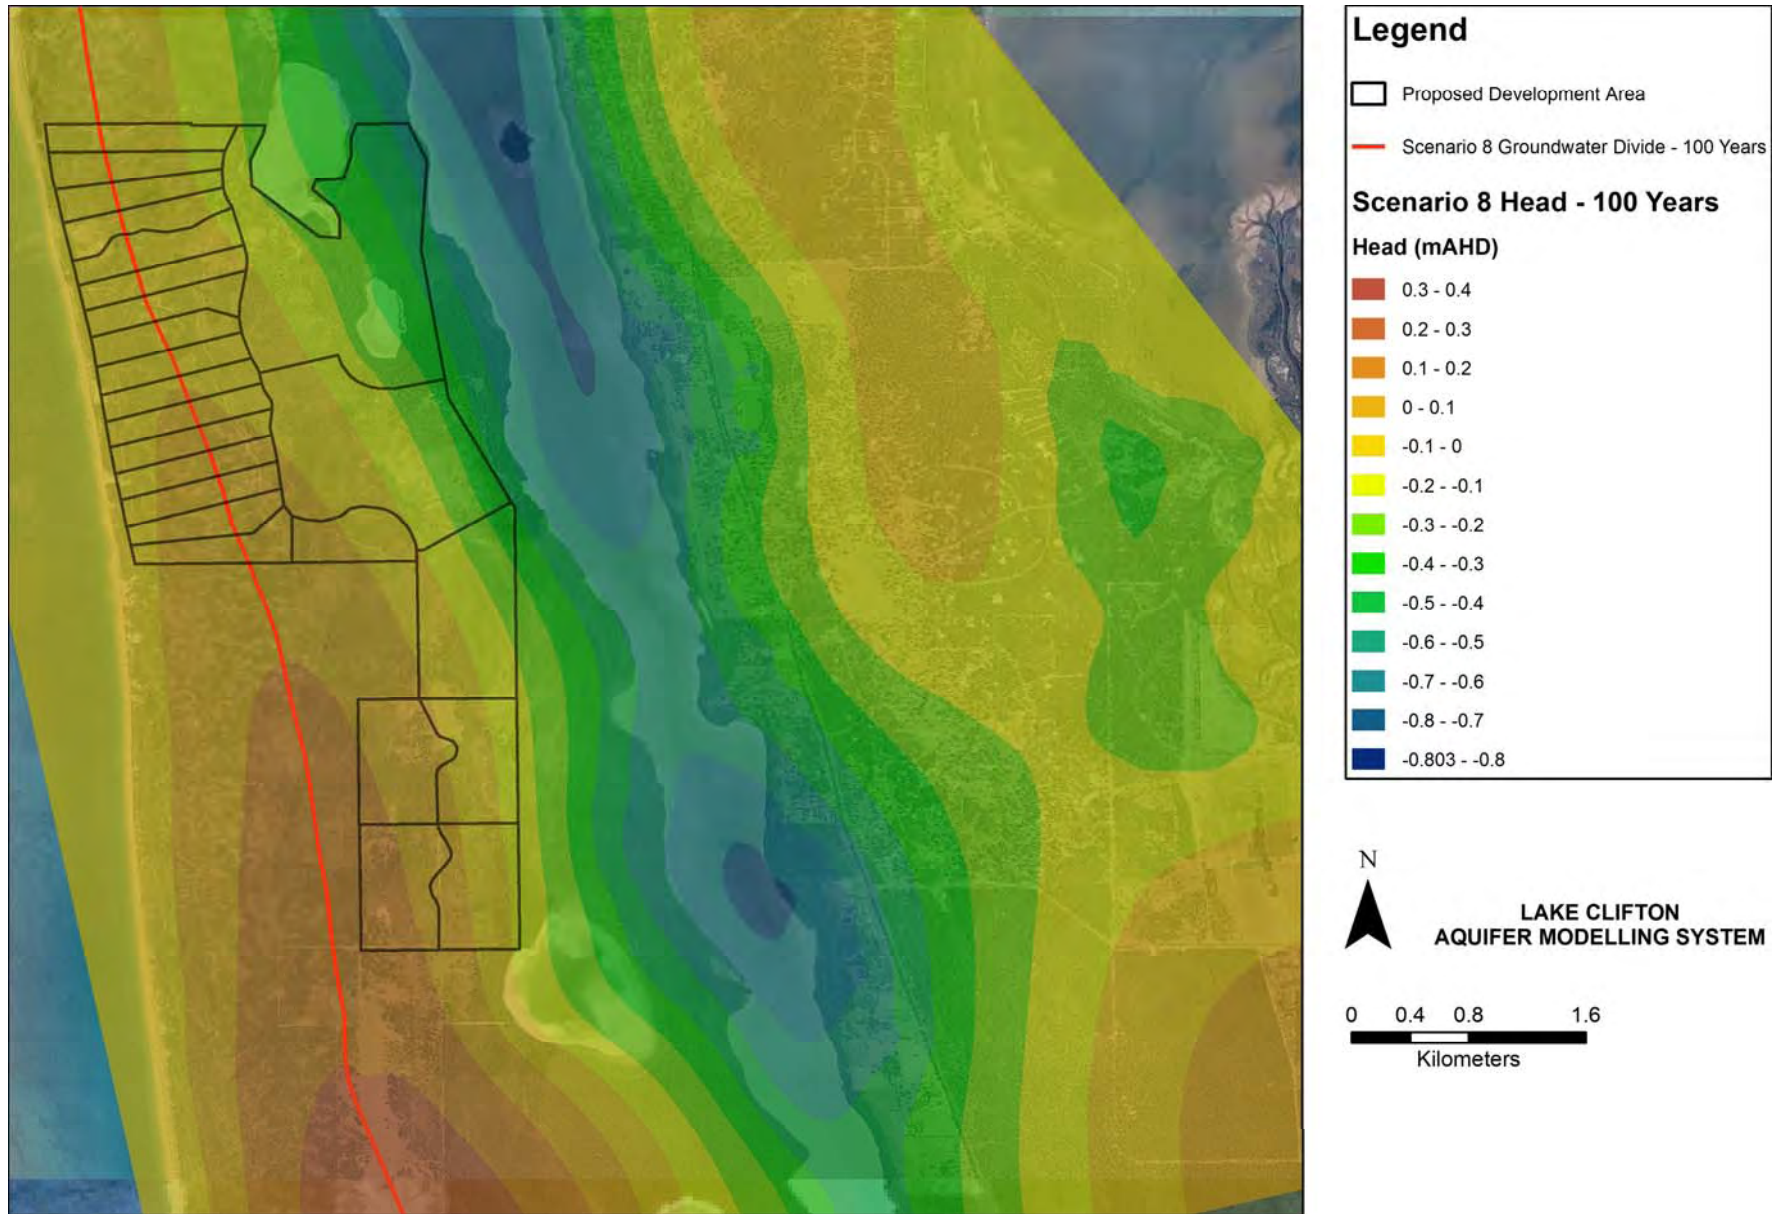 Legend
Proposed Development Area
Scenario 8 Groundwater Divide - 100 Years
Scenario 8 Head - 100 Years
Head (mAHD)
0.3 - 0.4
0.2 - 0.3
0.1 - 0.2
0 - 0.1
-0.1 - 0
-0.2 - -0.1
-0.3 - -0.2
-0.4 - -0.3
-0.5 - -0.4
-0.6 - -0.5
-0.7 - -0.6
-0.8 - -0.7
-0.803 - -0.8
N
LAKE CLIFTON
AQUIFER MODELLING SYSTEM
0 0.4 0.8 1.6
Kilometers